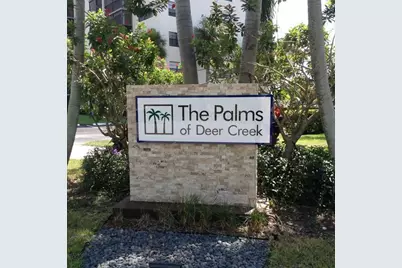 The Palms
of Deer Creek